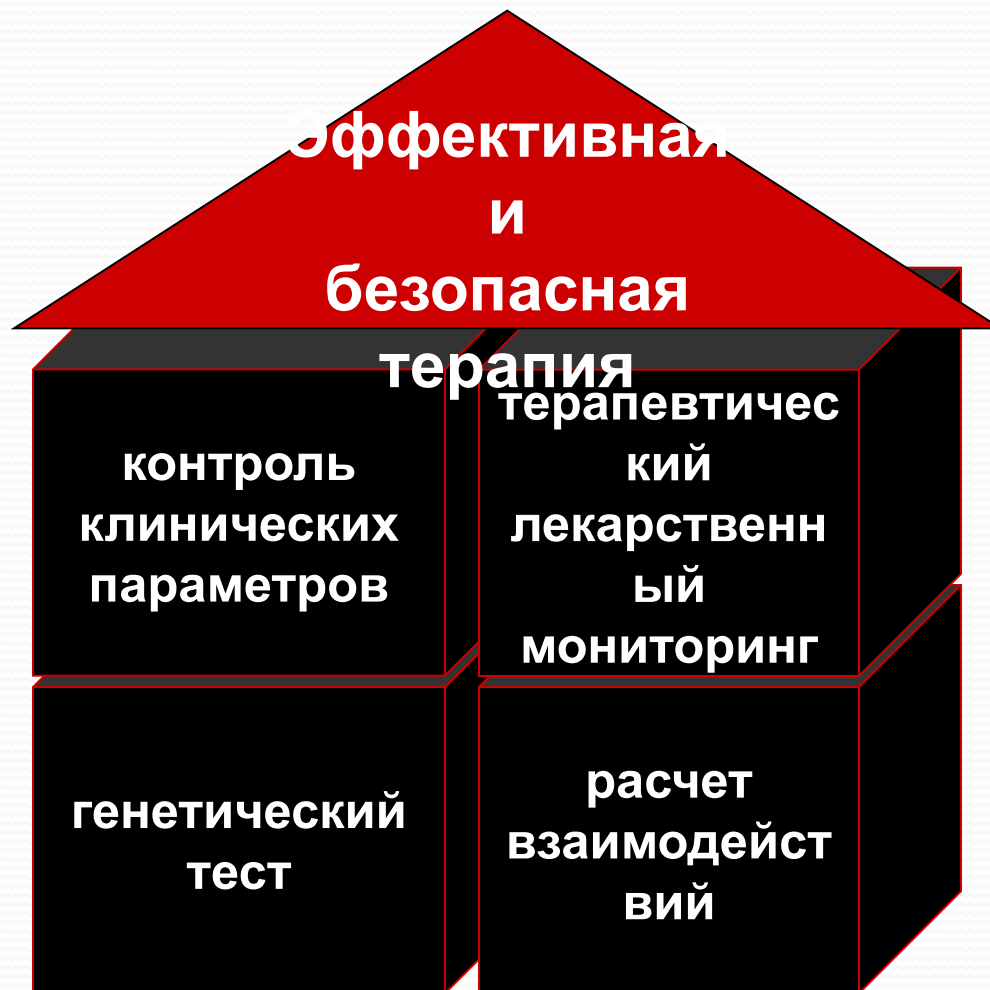 Эффективная
и
безопасная
терапия
контроль
клинических
параметров
терапевтичес
кий
лекарственн
ый
мониторинг
генетический
тест
расчет
взаимодейст
вий